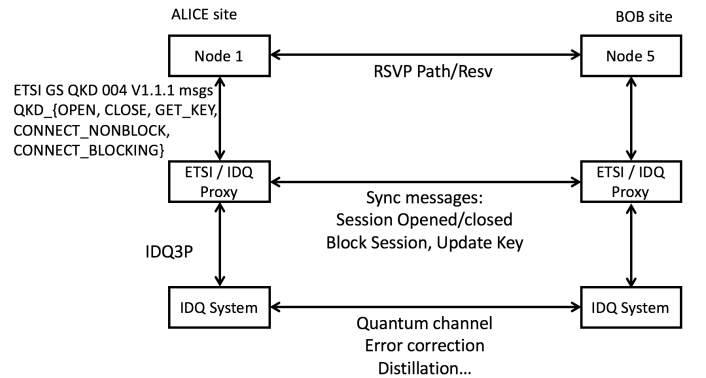 ALICE site
BOB site
Node 1
Node 5
RSVP Path/Resv
ETSI GS QKD 004 V1.1.1 msgs
QKD_{OPEN, CLOSE, GET_KEY,
CONNECT_NONBLOCK,
CONNECT_BLOCKING}
ETSI / IDQ
Proxy
ETSI / IDQ
Proxy
Sync messages:
Session Opened/closed
Block Session, Update Key
IDQ3P
IDQ System
IDQ System
Quantum channel
Error correction
Distillation...